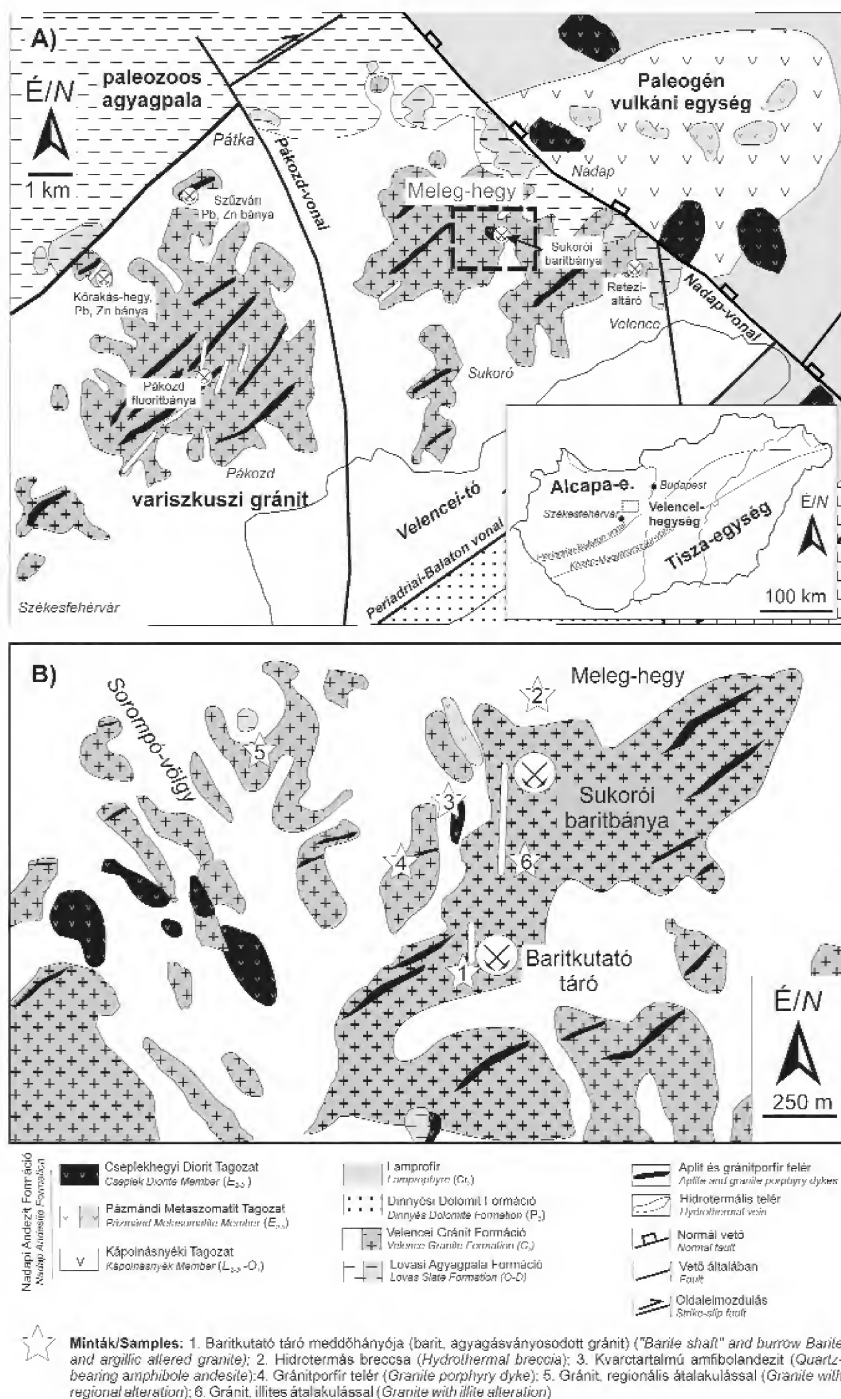 A)
É/N
1 km
paleozoos
agyagpala
Pátka
Szűzvári
Pb, Zn bánya
Kőrakás-hegy,
Pb, Zn bánya
Pákozd
fluoritbánya
Pákozd
variszkuszi gránit
Székesfehérvár
Pákozd-vonal
Meleg-hegy
Sukorói
baritbánya
Retezi-
altáró
Velence
Sukoró
Nadap
Paleogén
vulkáni egység
Nadap-vonal
Velencei-tó
Periadriai-Balaton vonal
Alcapa-e.
Budapest
Székesfehérvár
Velencei-
hegység
Tisza-egység
É/N
100 km
B)
Sorompó-völgy
Meleg-hegy
2
5
3
4
6
1
Sukorói
baritbánya
Baritkutató
táró
É/N
250 m
Nadapi Andezit Formáció
Nadap Andesite Formation
Cseplekhegyi Diorit Tagozat
Pázmándi Metaszomatit Tagozat
Pázmánd Metasomatite Member
Kápolnásnyéki Tagozat
Kápolnásnyék Member
Lamprofir
Lamprophyre
Dinnyési Dolomit Formáció
Dinnyés Dolomite Formation
Velencei Gránit Formáció
Velence Granite Formation
Lovasi Agyagpala Formáció
Lovas Slate Formation (O-D)
Aplit és gránitporfír telér
Aplite and granite porphyry dykes
Hidrotermális telér
Hydrothermal vein
Normál vető
Normal fault
Vető általában
Fault
Oldalelmozdulás
Strike-slip fault
Minták/Samples: 1. Baritkutató táró meddőhányója (barit, agyagásványosodott gránit) ("Barite shaft" and burrow Barite
and argillic altered granite); 2. Hidrotermás breccsa (Hydrothermal breccia); 3. Kvarctartalmú amfibolandezit (Quartz-
bearing amphibole andesite); 4. Gránitporfír telér (Granite porphyry dyke); 5. Gránit, regionális átalakulással (Granite with
regional alteration); 6. Gránit, illites átalakulással (Granite with illite alteration)